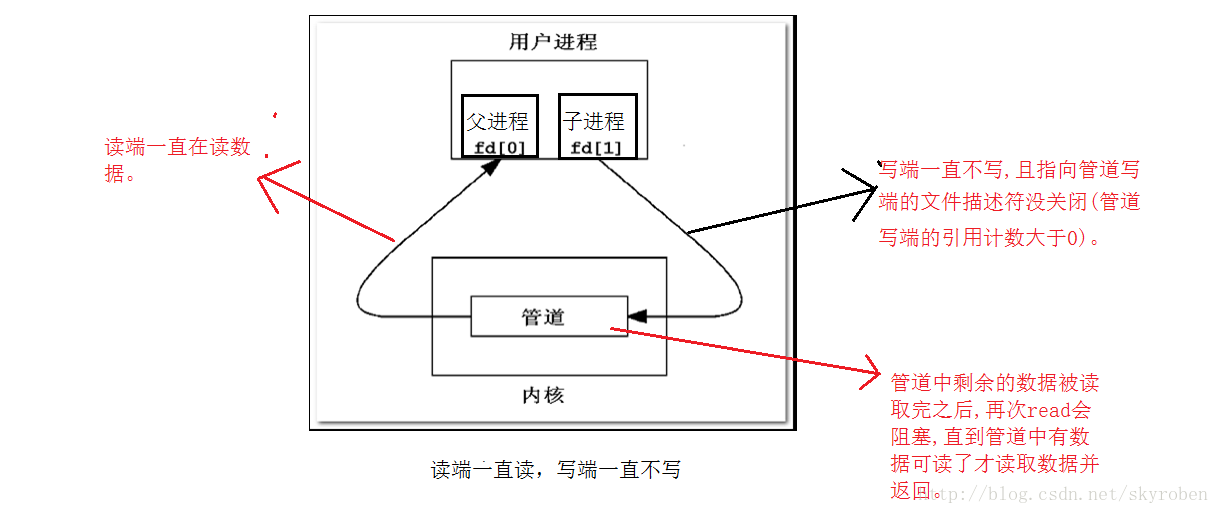 用户进程
父进程
fd[0]
子进程
fd[1]
读端一直在读数
据。
写端一直不写,且指向管道写
端的文件描述符没关闭(管道
写端的引用计数大于0)。
管道
内核
管道中剩余的数据被读
取完之后,再次read会
阻塞,直到管道中有数
据可读了才读取数据并
返回。
读端一直读，写端一直不写
http://blog.csdn.net/skyroben